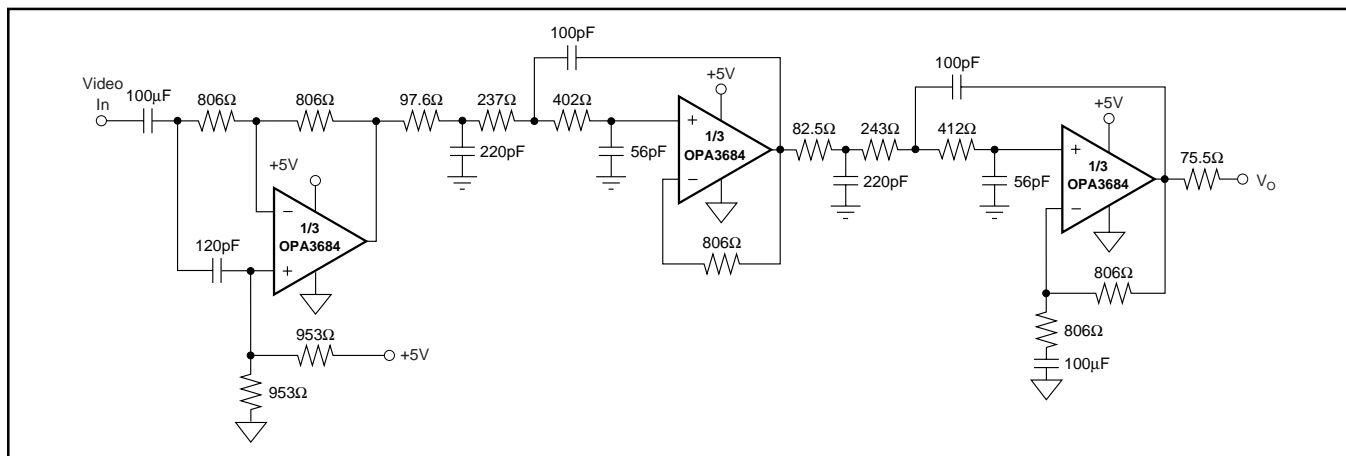 Video
In
100µF
806Ω
806Ω
+5V
1/3
OPA3684
−
+
120pF
953Ω
+5V
953Ω
97.6Ω
220pF
237Ω
100pF
402Ω
56pF
+5V
+
1/3
OPA3684
−
806Ω
82.5Ω
220pF
243Ω
100pF
412Ω
56pF
+5V
+
1/3
OPA3684
−
806Ω
806Ω
100µF
75.5Ω
VO